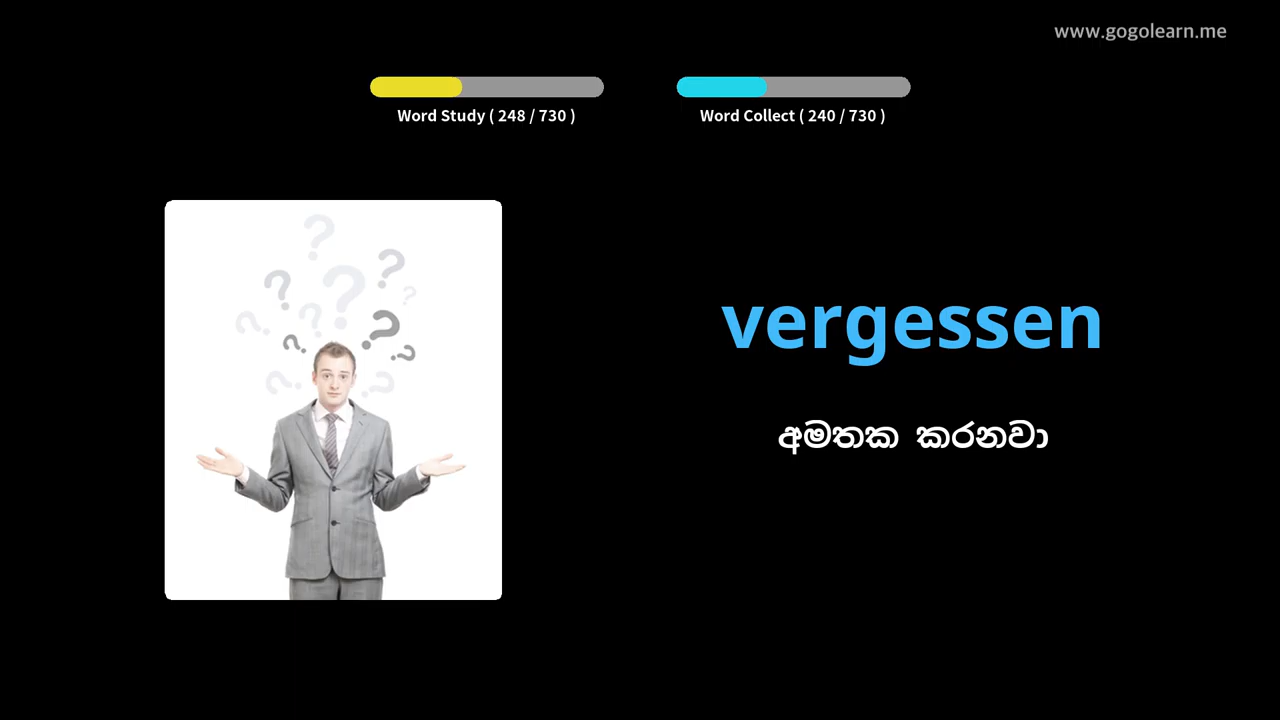 www.gogolearn.me
Word Study ( 248 / 730 )
Word Collect ( 240 / 730 )
vergessen
අමතක කරනවා